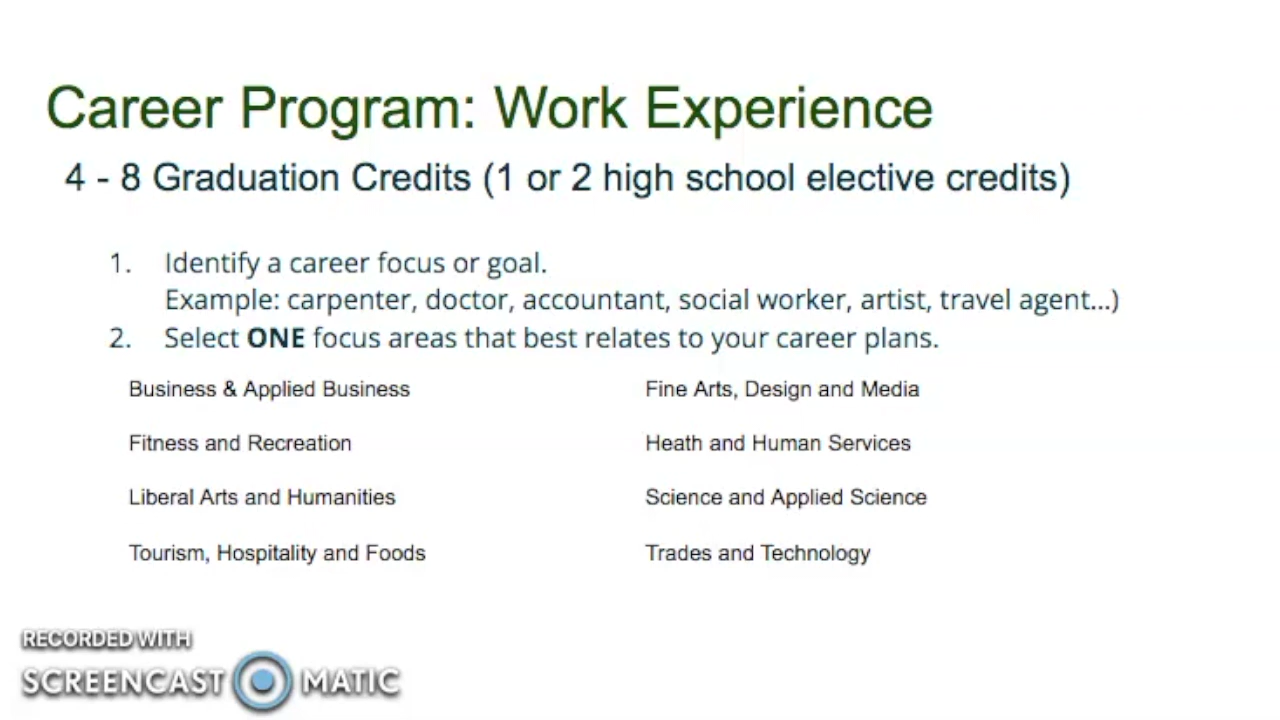 Career Program: Work Experience
4 - 8 Graduation Credits (1 or 2 high school elective credits)
1. Identify a career focus or goal.
Example: carpenter, doctor, accountant, social worker, artist, travel agent...)
2. Select ONE focus areas that best relates to your career plans.
Business & Applied Business Fine Arts, Design and Media
Fitness and Recreation Heath and Human Services
Liberal Arts and Humanities Science and Applied Science
Tourism, Hospitality and Foods Trades and Technology
RECORDED WITH
SCREENCAST MATIC